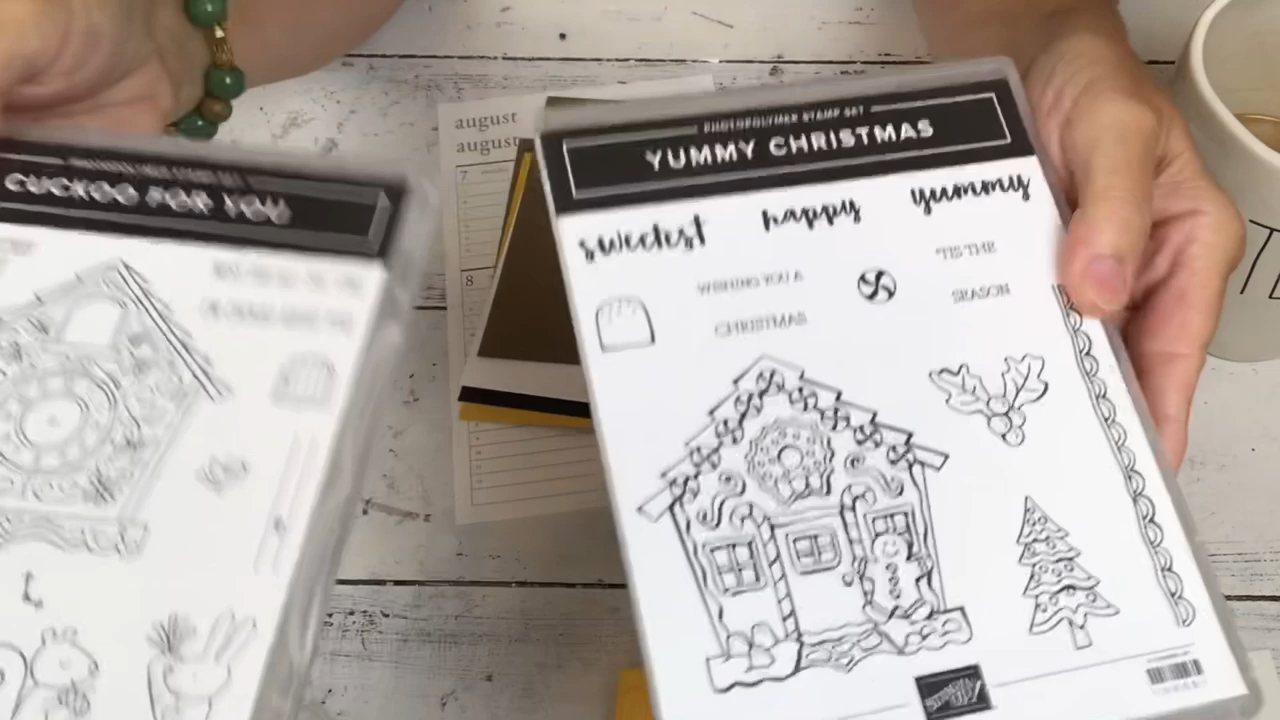 august
august
7
8
CUCKOO FOR YOU
PHOTOPOLYMER STAMP SET
YUMMY CHRISTMAS
sweetest happy yummy
WISHING YOU A
CHRISTMAS
'TIS THE
SEASON